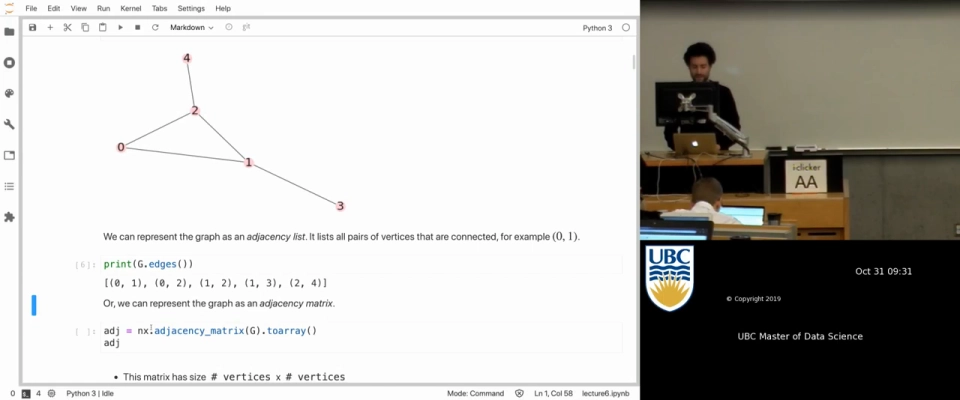 File Edit View Run Kernel Tabs Settings Help
Markdown Python 3
4
2
0
1
3
We can represent the graph as an adjacency list. It lists all pairs of vertices that are connected, for example (0, 1).
[6]: print(G.edges())
[(0, 1), (0, 2), (1, 2), (1, 3), (2, 4)]
Or, we can represent the graph as an adjacency matrix.
[ ]: adj = nx.adjacency_matrix(G).toarray()
adj
• This matrix has size # vertices x # vertices
0 4 Python 3 | Idle Mode: Command Ln 1, Col 58 lecture6.ipynb
i>clicker
AA
UBC
Oct 31 09:31
© Copyright 2019
UBC Master of Data Science